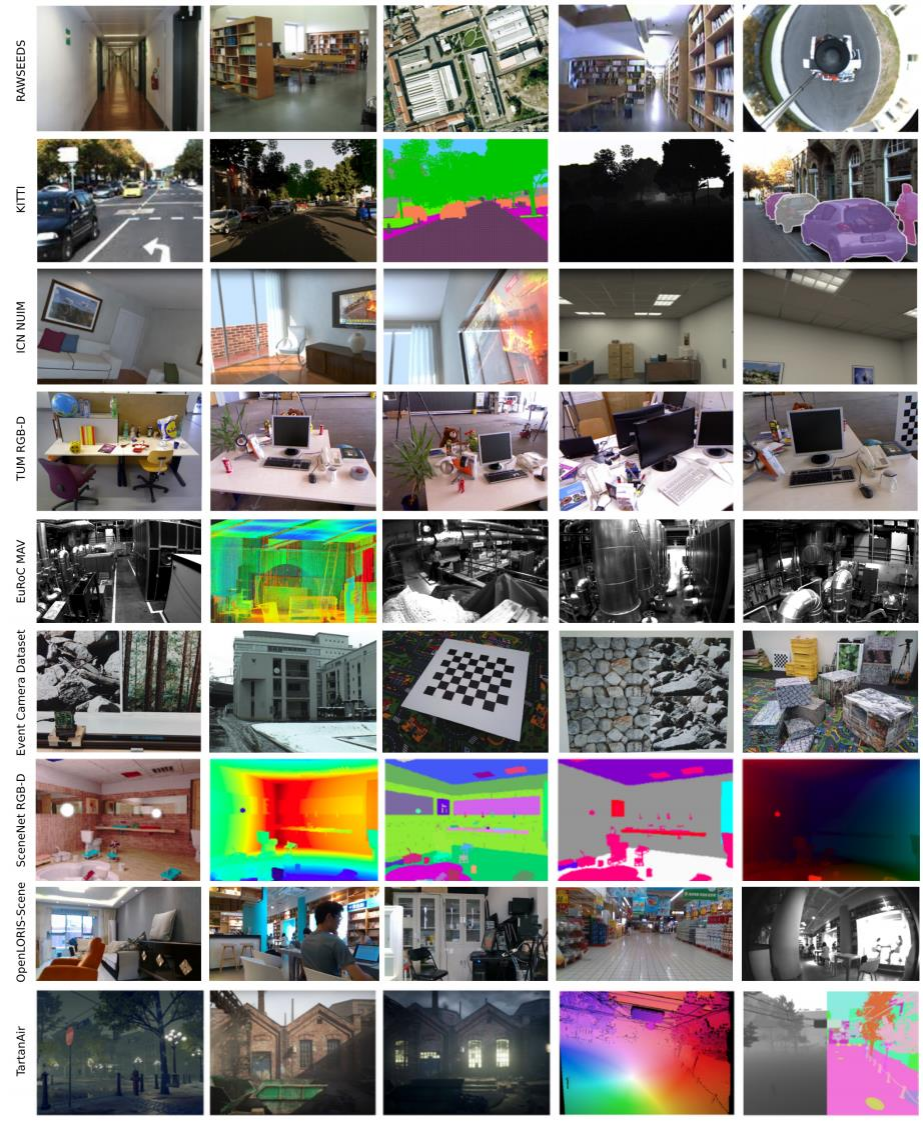 RAWSEEDS
KITTI
ICN NUIM
TUM RGB-D
EuRoC MAV
Event Camera Dataset
SceneNet RGB-D
OpenLORIS-Scene
TartanAir